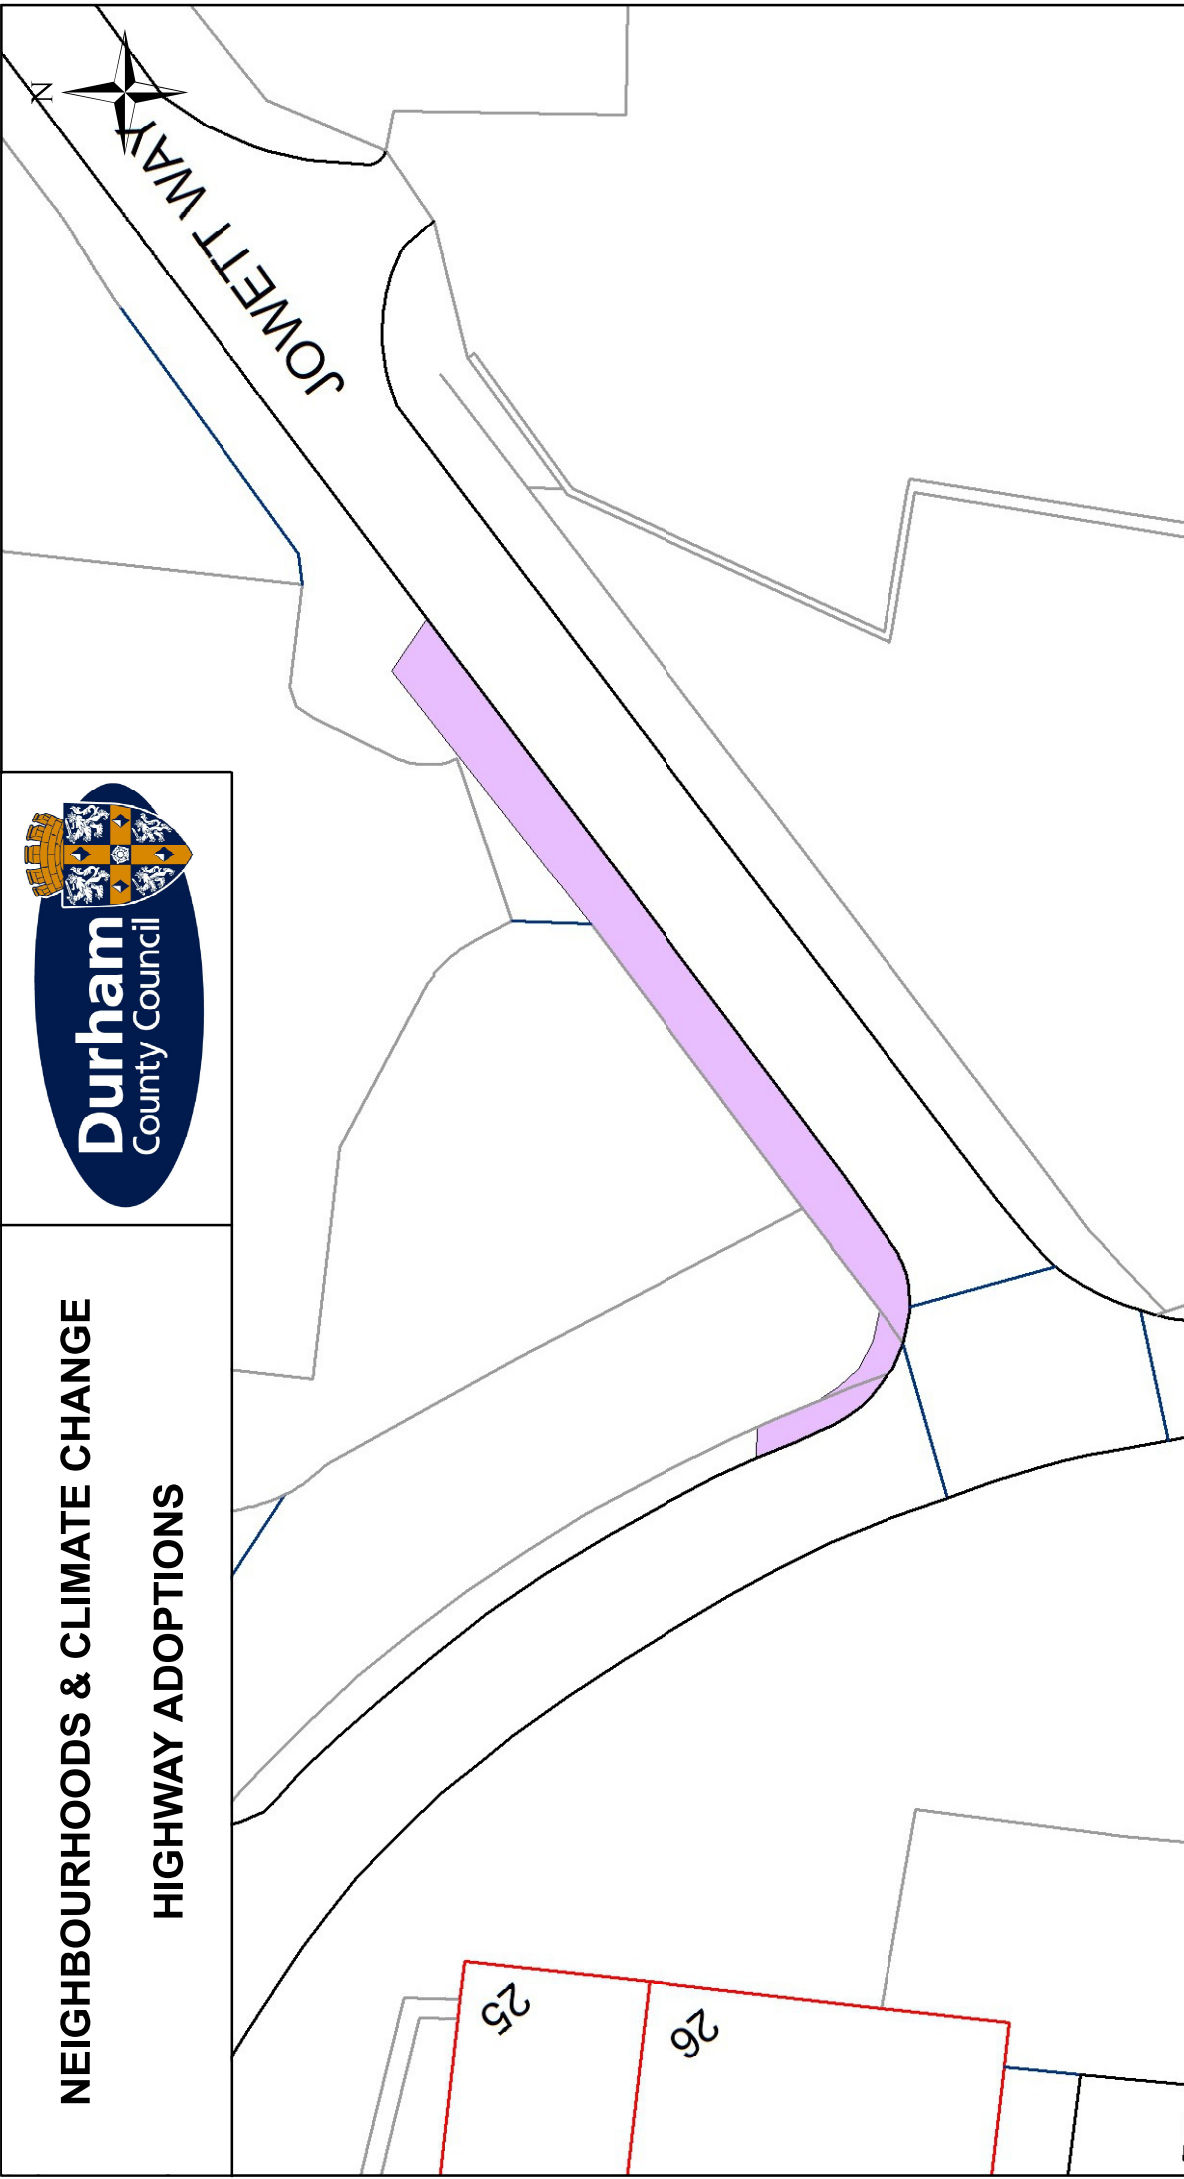 N
JOWETT WAY
Durham
County Council
NEIGHBOURHOODS & CLIMATE CHANGE
HIGHWAY ADOPTIONS
25
26